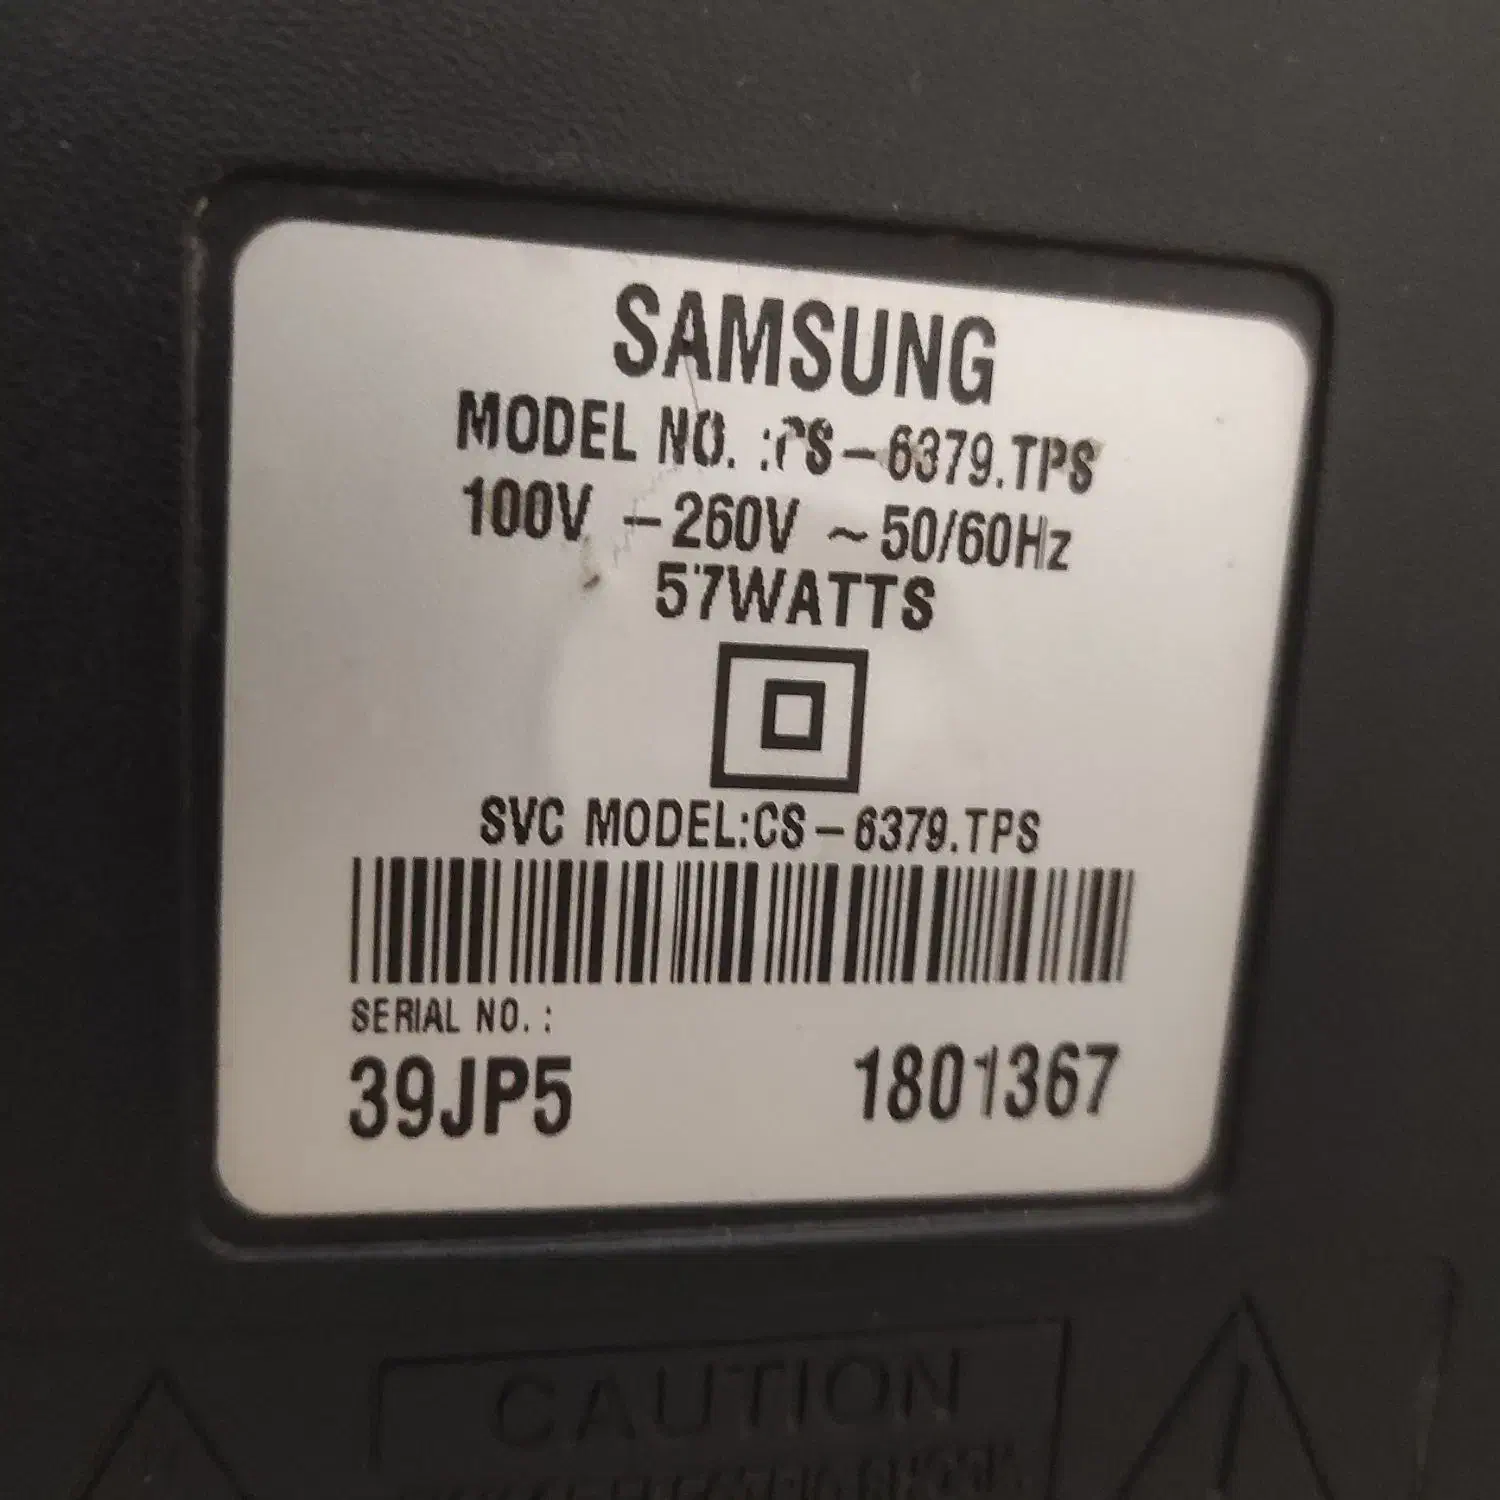 SAMSUNG
MODEL NO. :CS-6379.TPS
100V -260V ~50/60Hz
57WATTS
SVC MODEL:CS-6379.TPS
SERIAL NO. :
39JP5 1801367
CAUTION